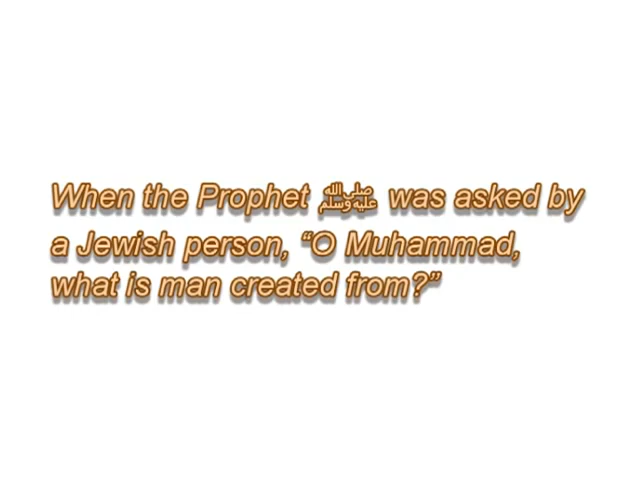 When the Prophet ﷺ was asked by
a Jewish person, “O Muhammad,
what is man created from?”